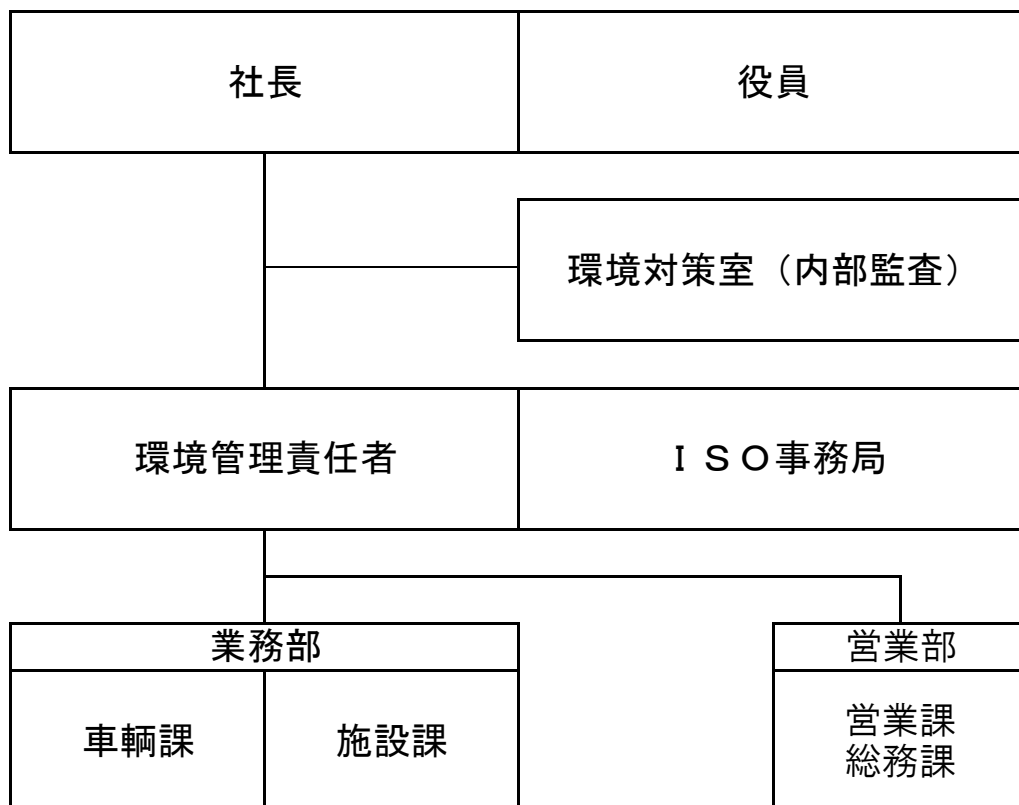 社長
役員
環境対策室（内部監査）
環境管理責任者
ＩＳＯ事務局
業務部
営業部
車輌課
施設課
営業課
総務課